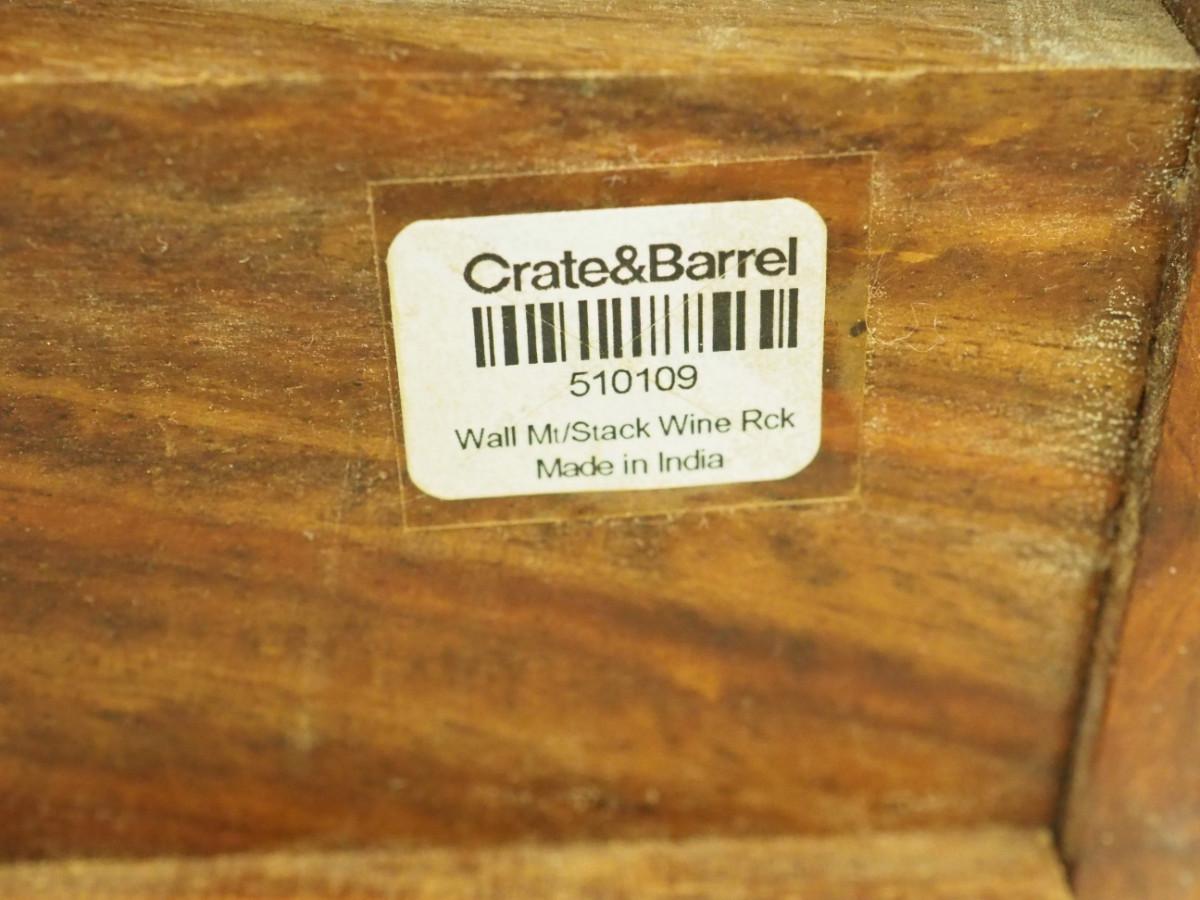 Crate&Barrel
510109
Wall Mt/Stack Wine Rck
Made in India